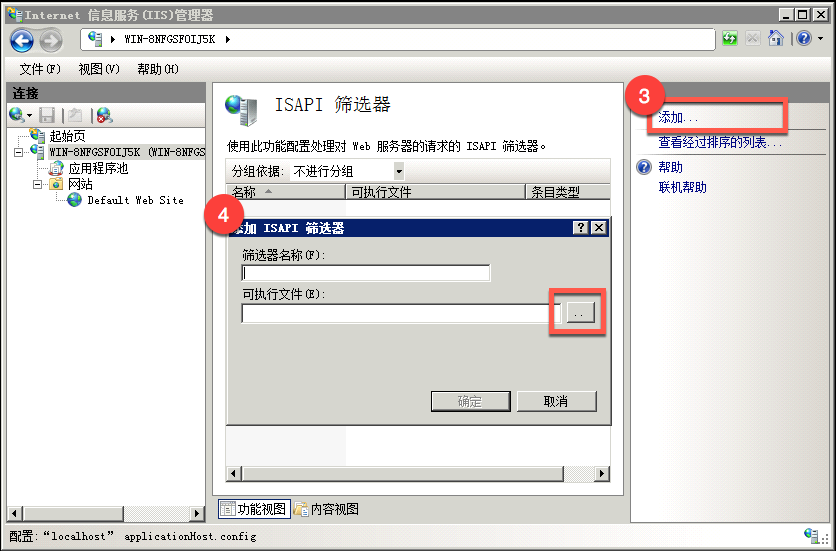 Internet 信息服务(IIS)管理器
WIN-8NFGSFOIJ5K
文件(F) 视图(V) 帮助(H)
连接
起始页
WIN-8NFGSFOIJ5K (WIN-8NFGS
应用程序池
网站
Default Web Site
ISAPI 筛选器
使用此功能配置处理对 Web 服务器的请求的 ISAPI 筛选器。
分组依据: 不进行分组
名称 可执行文件 条目类型
4
添加 ISAPI 筛选器
筛选器名称(F):
可执行文件(E):
..
确定 取消
功能视图 内容视图
3
添加...
查看经过排序的列表...
帮助
联机帮助
配置:“localhost” applicationHost.config